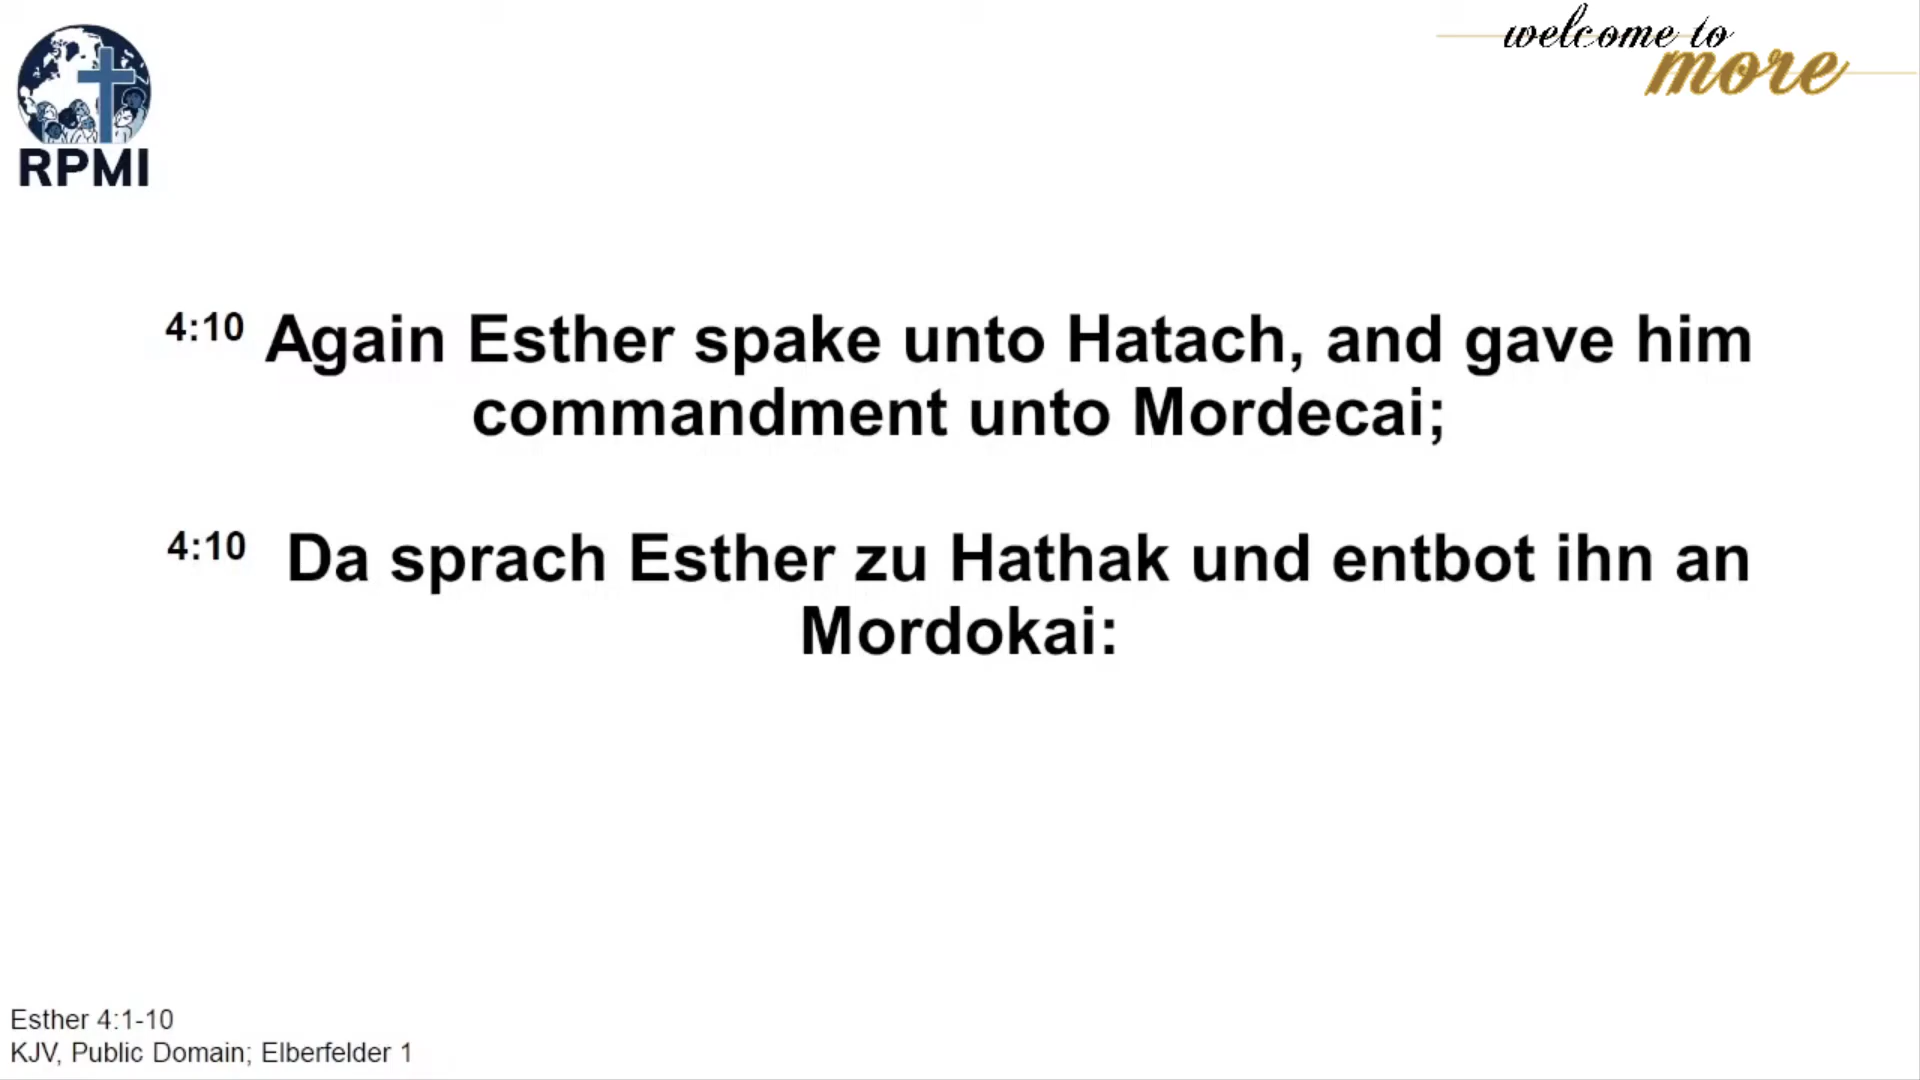 welcome to
more
RPMI
4:10 Again Esther spake unto Hatach, and gave him
commandment unto Mordecai;
4:10 Da sprach Esther zu Hathak und entbot ihn an
Mordokai:
Esther 4:1-10
KJV, Public Domain; Elberfelder 1